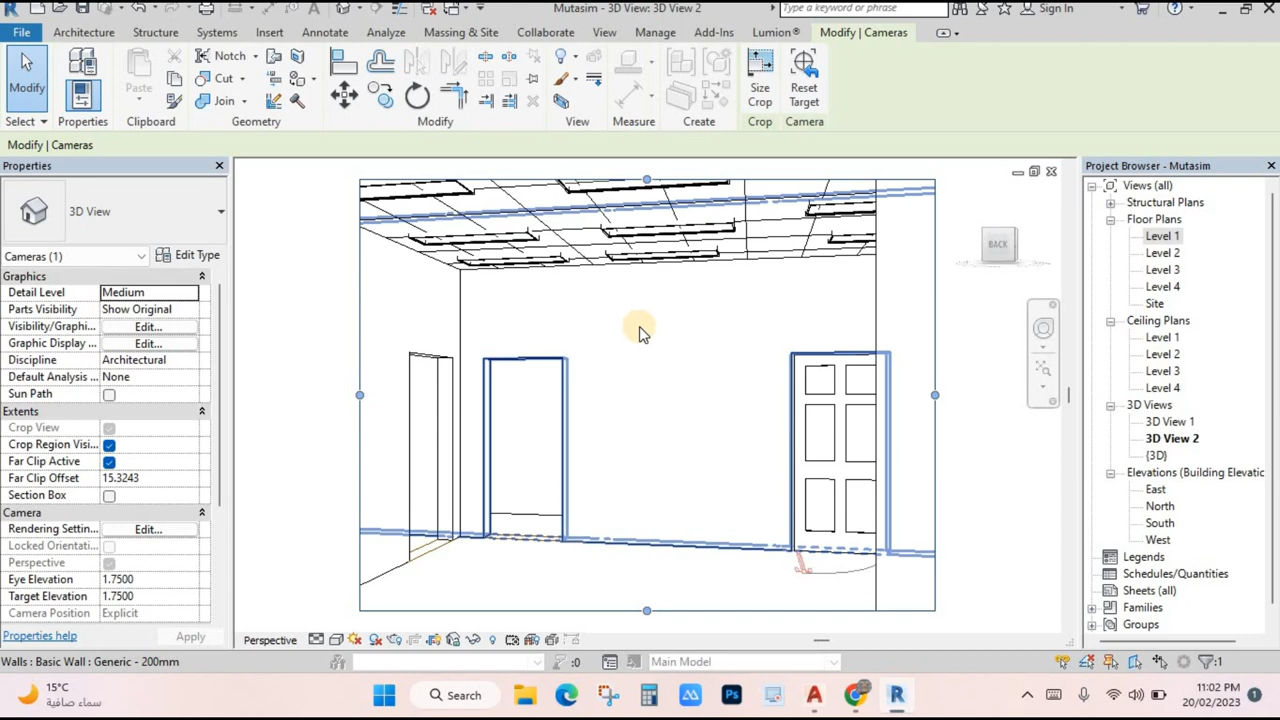 Mutasim - 3D View: 3D View 2
Type a keyword or phrase
Sign In
File
Architecture
Structure
Systems
Insert
Annotate
Analyze
Massing & Site
Collaborate
View
Manage
Add-Ins
Lumion®
Modify | Cameras
Modify
Paste
Notch
Cut
Join
Size Crop
Reset Target
Select
Properties
Clipboard
Geometry
Modify
View
Measure
Create
Crop
Camera
Modify | Cameras
Properties
3D View
Cameras (1)
Edit Type
Graphics
Detail Level Medium
Parts Visibility Show Original
Visibility/Graphi... Edit...
Graphic Display ... Edit...
Discipline Architectural
Default Analysis ... None
Sun Path
Extents
Crop View
Crop Region Visi...
Far Clip Active
Far Clip Offset 15.3243
Section Box
Camera
Rendering Settin... Edit...
Locked Orientati...
Perspective
Eye Elevation 1.7500
Target Elevation 1.7500
Camera Position Explicit
Properties help
Apply
BACK
Perspective
Project Browser - Mutasim
Views (all)
Structural Plans
Floor Plans
Level 1
Level 2
Level 3
Level 4
Site
Ceiling Plans
Level 1
Level 2
Level 3
Level 4
3D Views
3D View 1
3D View 2
{3D}
Elevations (Building Elevatic
East
North
South
West
Legends
Schedules/Quantities
Sheets (all)
Families
Groups
Walls : Basic Wall : Generic - 200mm
:0
Main Model
:1
15°C
سماء صافية
Search
Ps
11:02 PM
20/02/2023